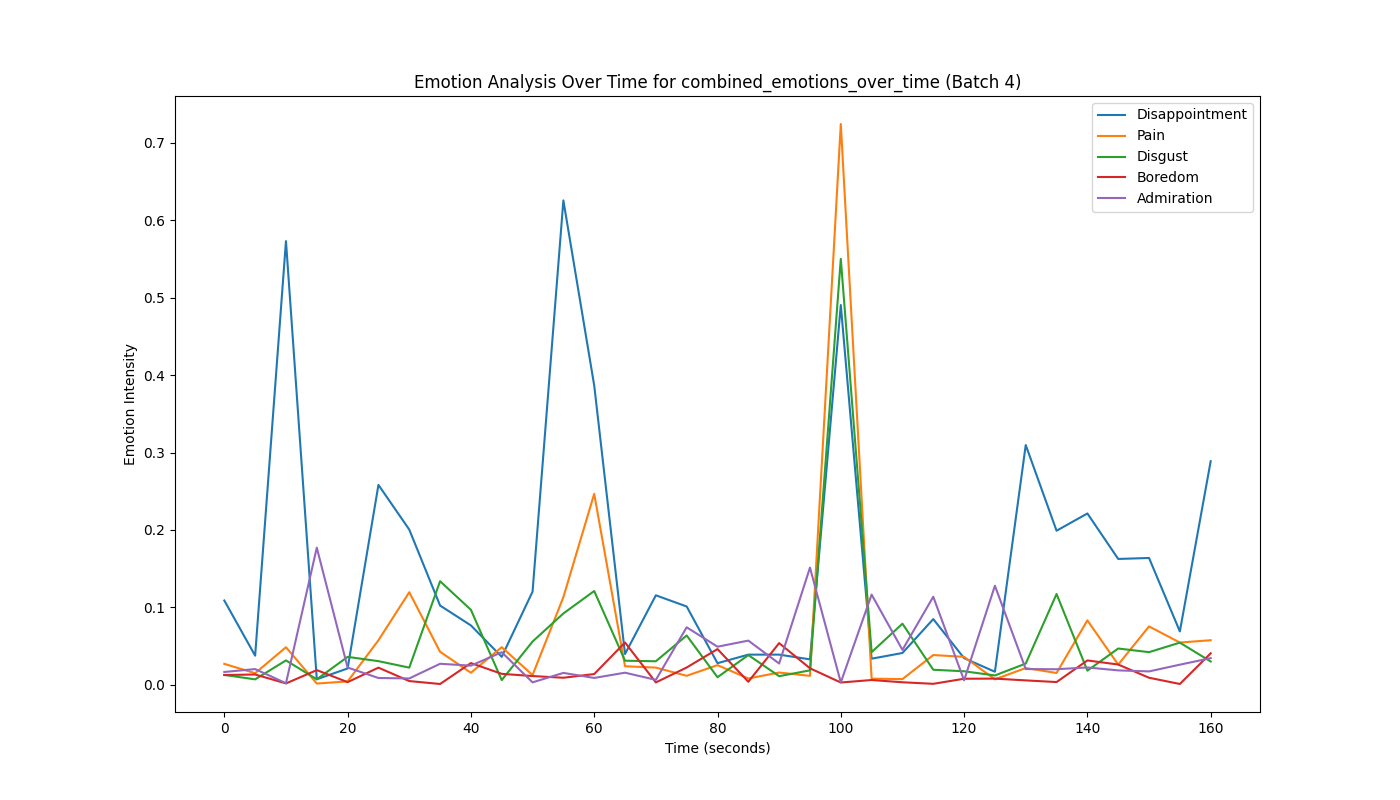 Emotion Analysis Over Time for combined_emotions_over_time (Batch 4)
Disappointment
Pain
Disgust
Boredom
Admiration
Emotion Intensity
0.7
0.6
0.5
0.4
0.3
0.2
0.1
0.0
0 20 40 60 80 100 120 140 160
Time (seconds)